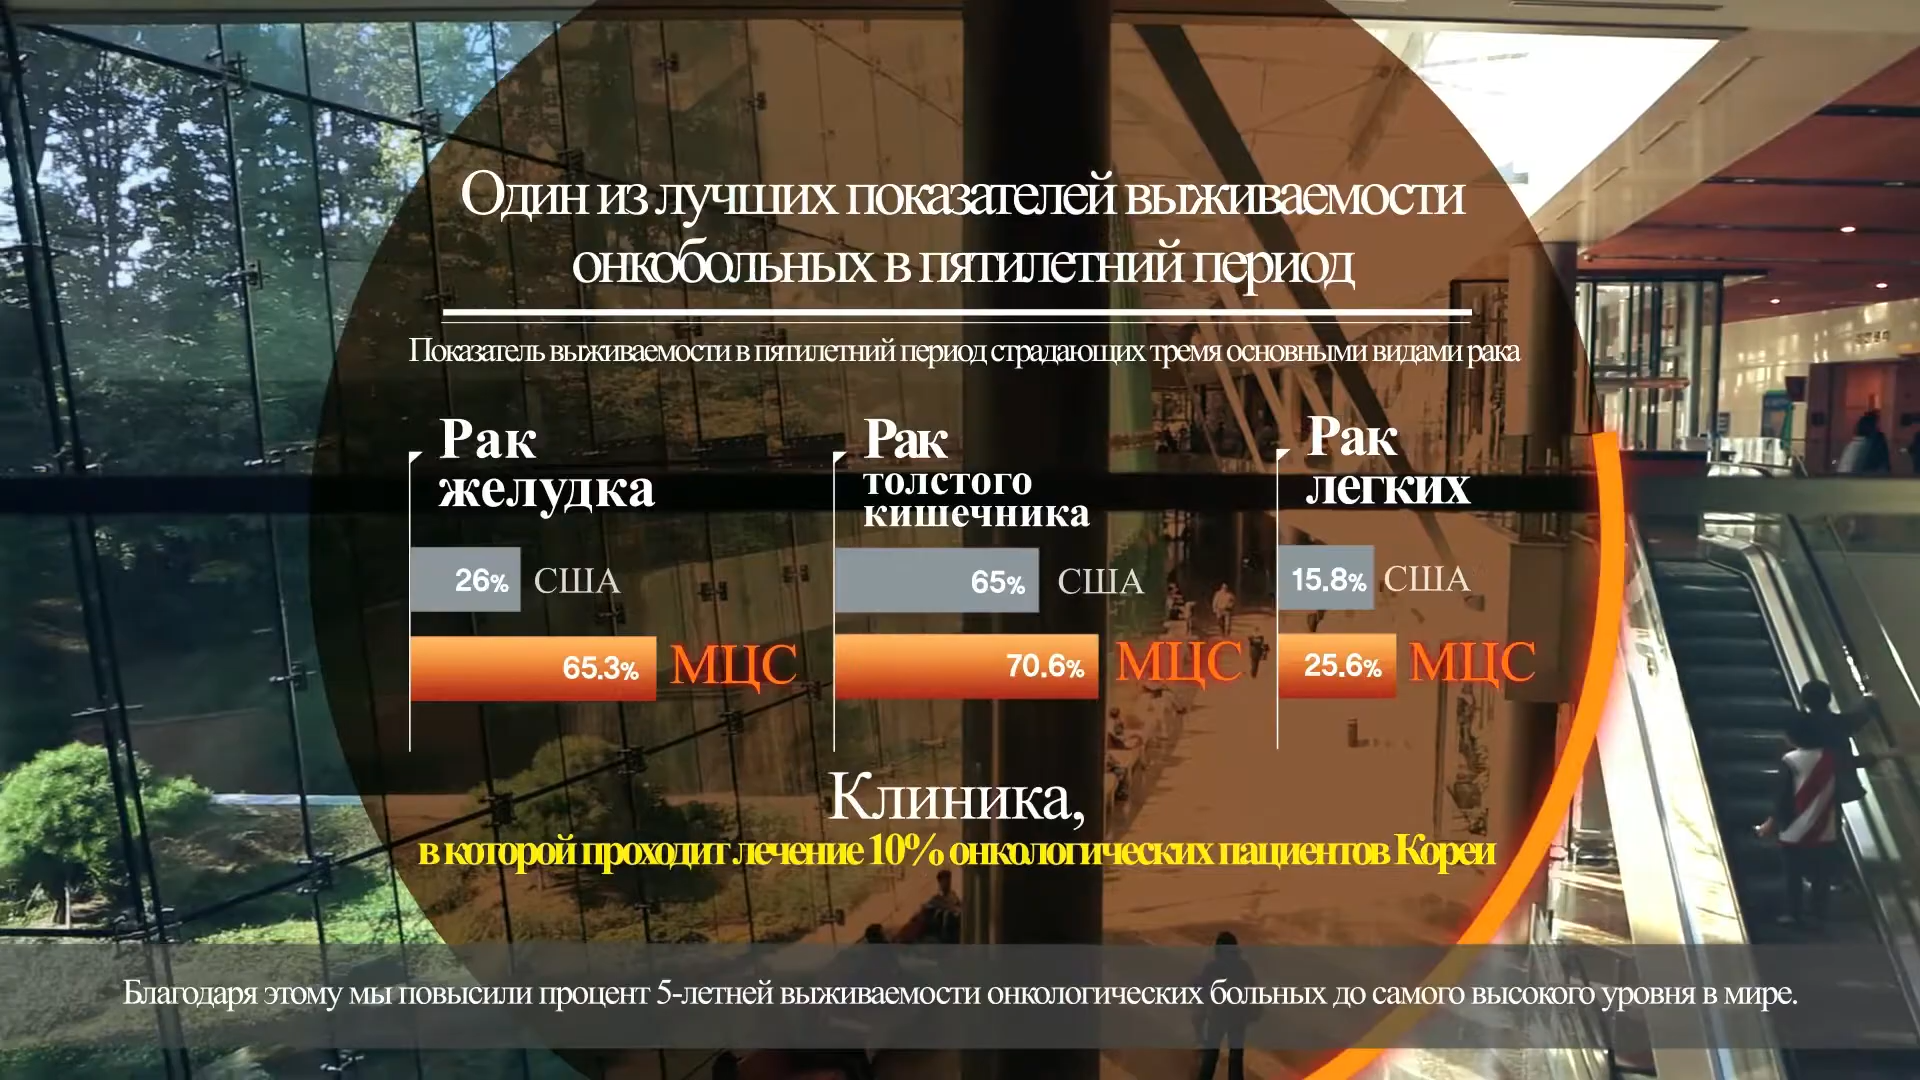 Один из лучших показателей выживаемости
онкобольных в пятилетний период
Показатель выживаемости в пятилетний период страдающих тремя основными видами рака
Рак
желудка
26% США
65.3% МЦС
Рак
толстого
кишечника
65% США
70.6% МЦС
Рак
легких
15.8% США
25.6% МЦС
Клиника,
в которой проходит лечение 10% онкологических пациентов Кореи
Благодаря этому мы повысили процент 5-летней выживаемости онкологических больных до самого высокого уровня в мире.